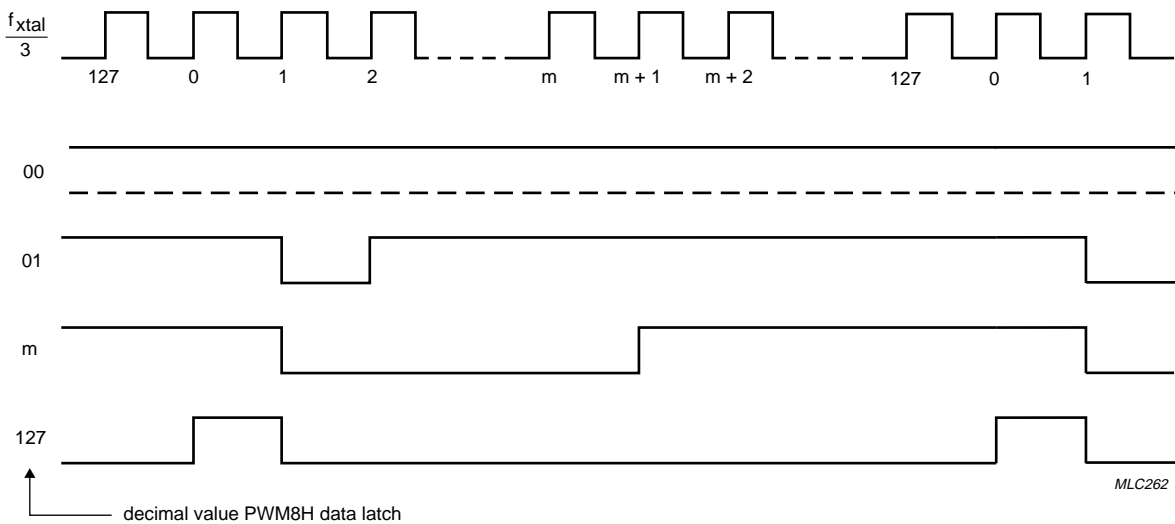 fxtal
3
127 0 1 2 m m + 1 m + 2 127 0 1
00
01
m
127
MLC262
decimal value PWM8H data latch